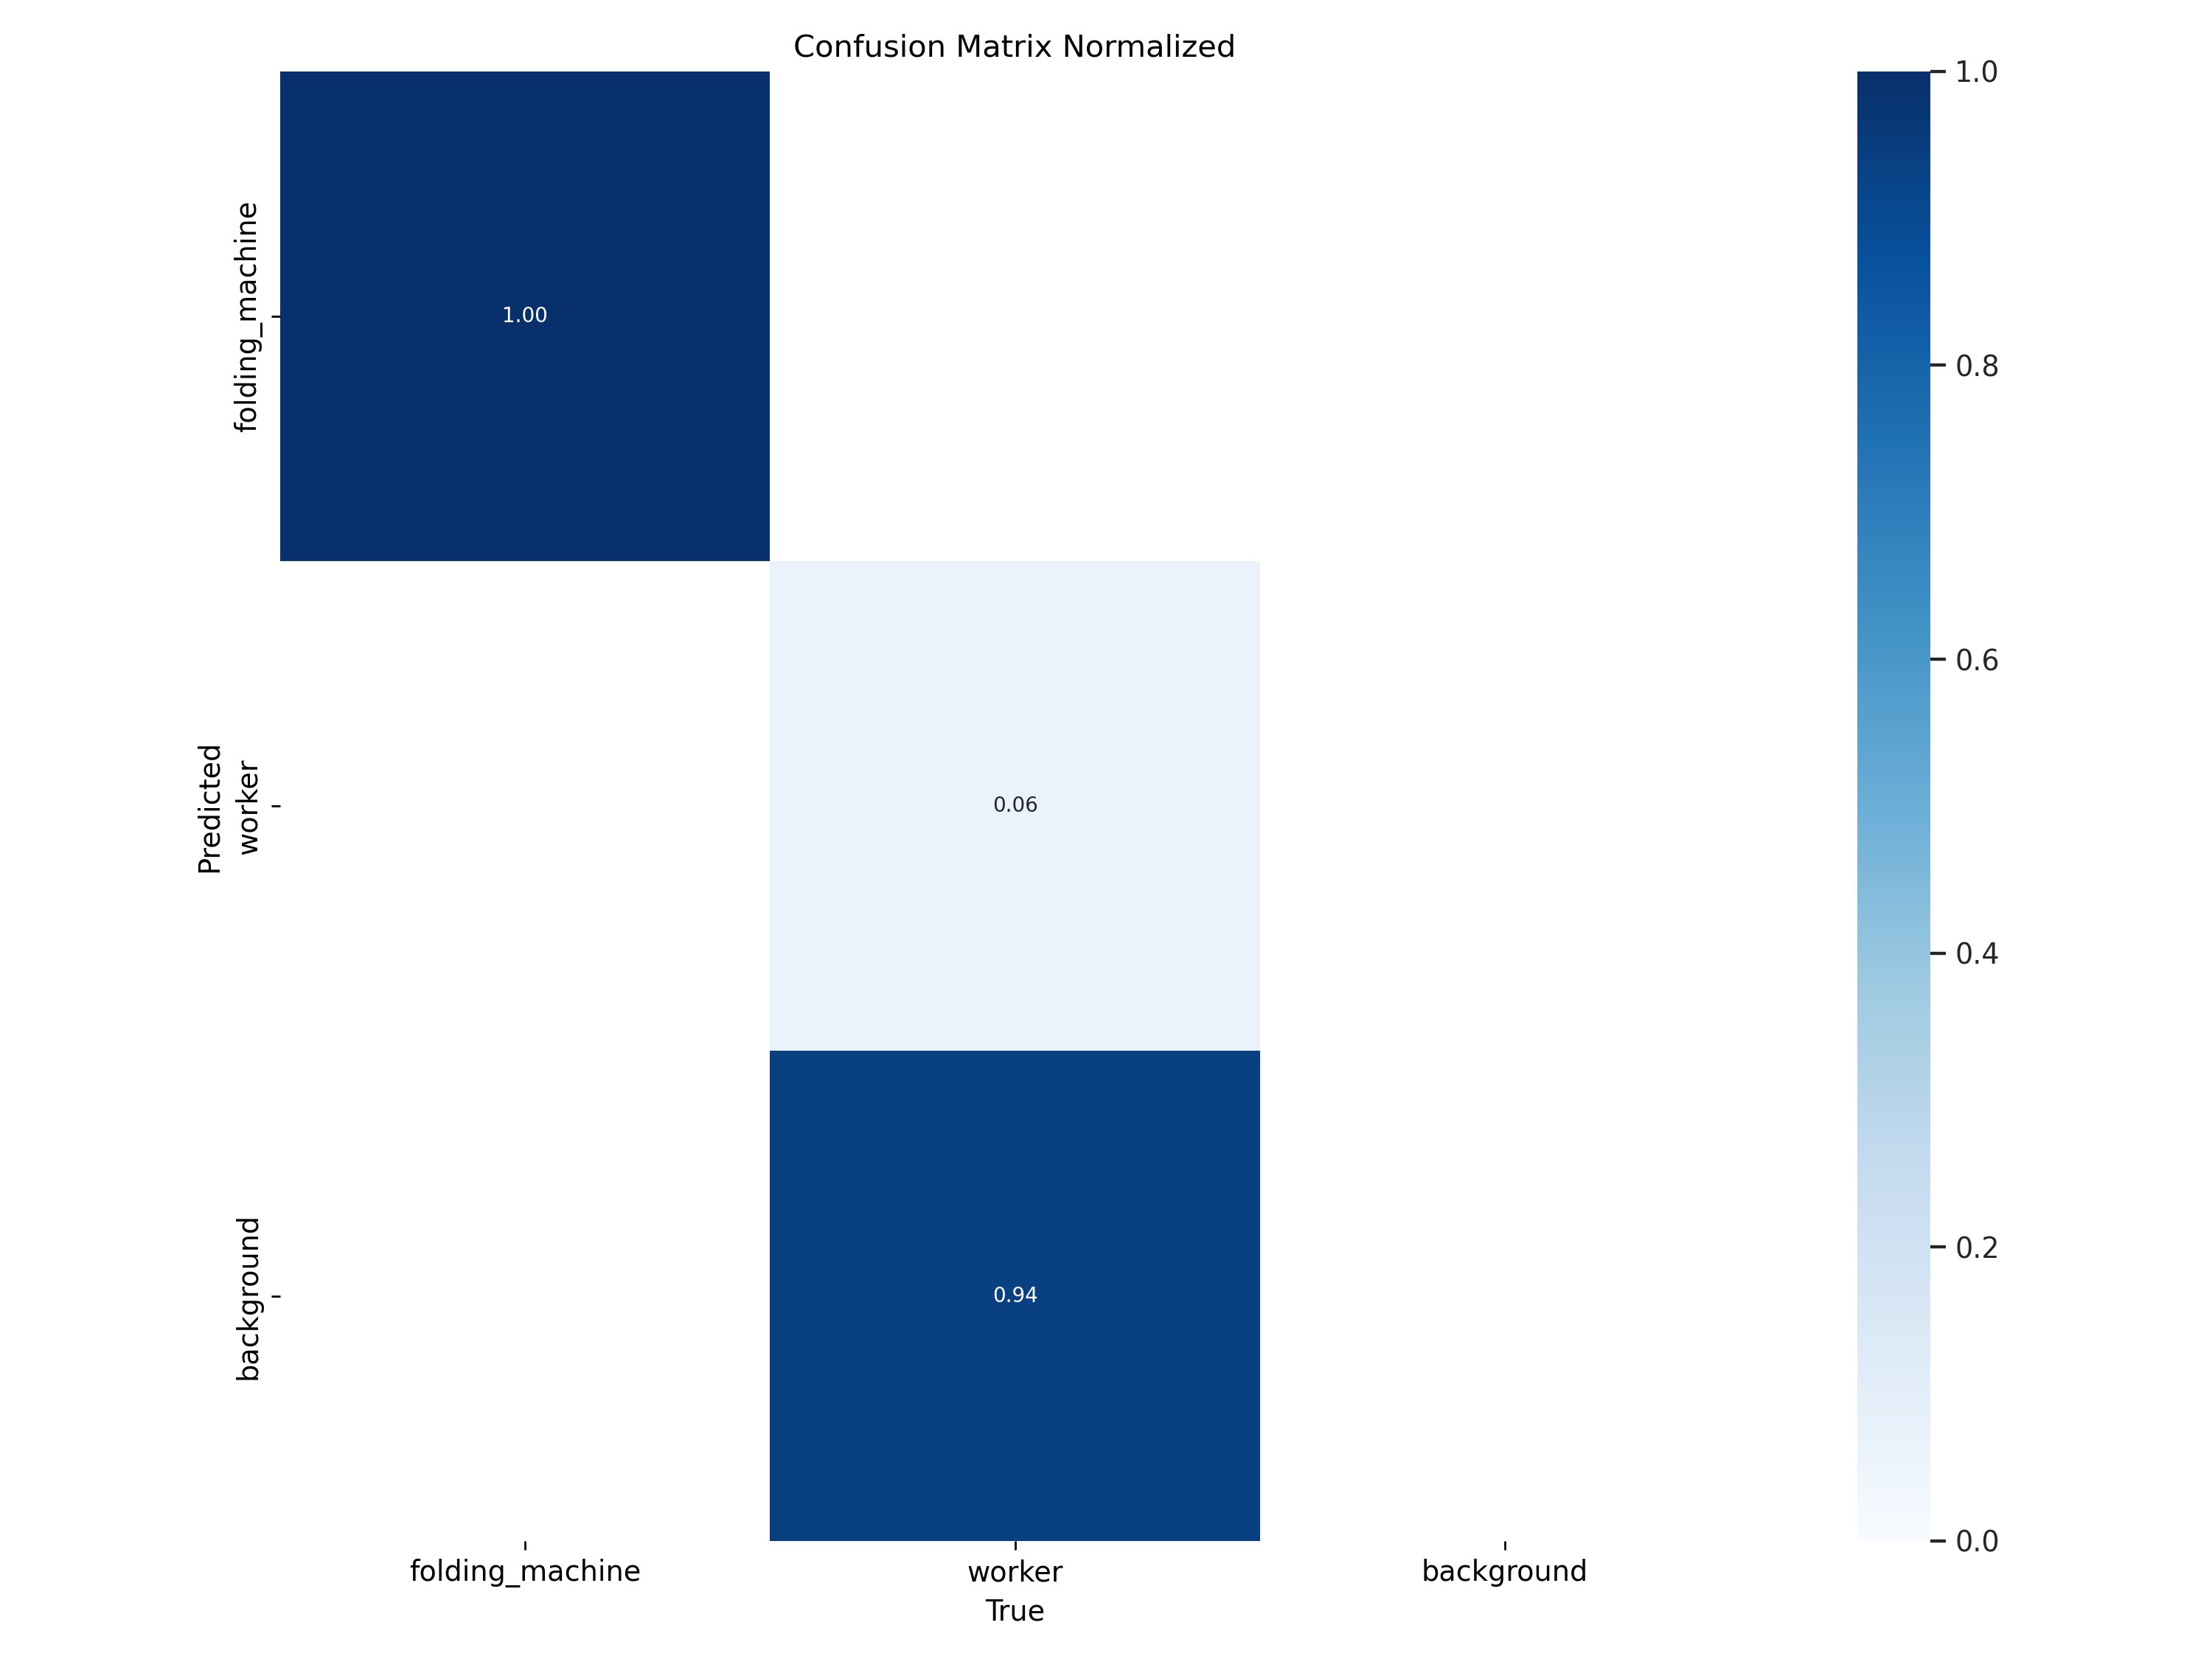 Confusion Matrix Normalized
folding_machine
worker
background
Predicted
1.00
0.06
0.94
folding_machine
worker
background
True
1.0
0.8
0.6
0.4
0.2
0.0